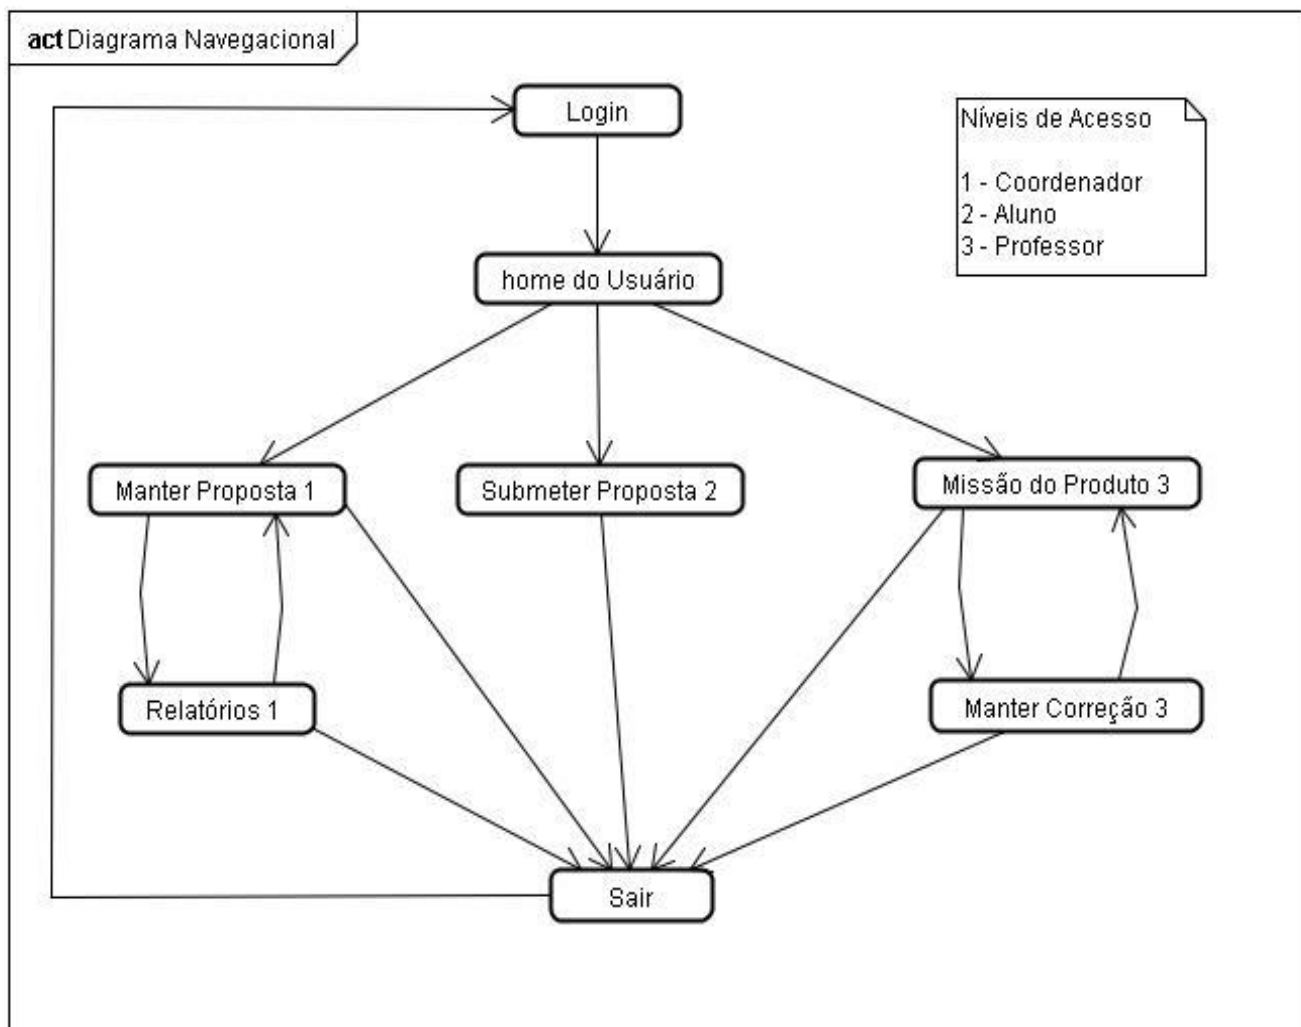 act Diagrama Navegacional
Login
Níveis de Acesso
1 - Coordenador
2 - Aluno
3 - Professor
home do Usuário
Manter Proposta 1
Submeter Proposta 2
Missão do Produto 3
Relatórios 1
Manter Correção 3
Sair